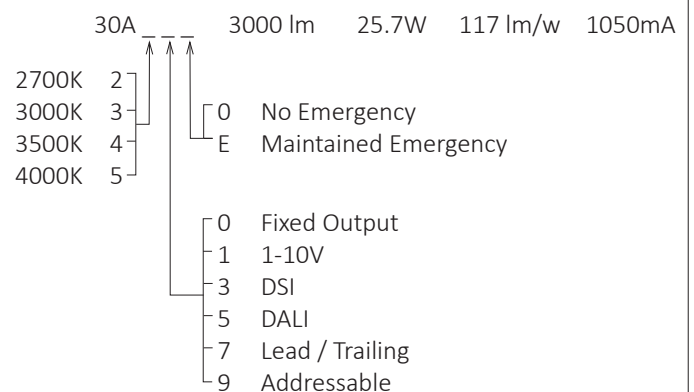 30A _ _ _ 3000 lm 25.7W 117 lm/w 1050mA
2700K 2
3000K 3
3500K 4
4000K 5
0 No Emergency
E Maintained Emergency
0 Fixed Output
1 1-10V
3 DSI
5 DALI
7 Lead / Trailing
9 Addressable